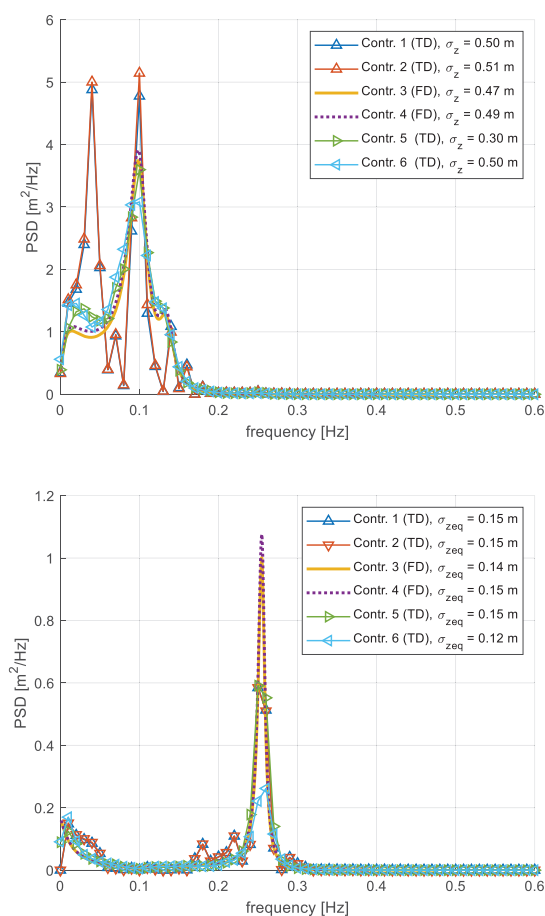 6
5
4
3
2
1
0
PSD [m²/Hz]
Contr. 1 (TD), σz = 0.50 m
Contr. 2 (TD), σz = 0.51 m
Contr. 3 (FD), σz = 0.47 m
Contr. 4 (FD), σz = 0.49 m
Contr. 5 (TD), σz = 0.30 m
Contr. 6 (TD), σz = 0.50 m
0 0.1 0.2 0.3 0.4 0.5 0.6
frequency [Hz]
1.2
1
0.8
0.6
0.4
0.2
0
PSD [m²/Hz]
Contr. 1 (TD), σzeq = 0.15 m
Contr. 2 (TD), σzeq = 0.15 m
Contr. 3 (FD), σzeq = 0.14 m
Contr. 4 (FD), σzeq = 0.15 m
Contr. 5 (TD), σzeq = 0.15 m
Contr. 6 (TD), σzeq = 0.12 m
0 0.1 0.2 0.3 0.4 0.5 0.6
frequency [Hz]